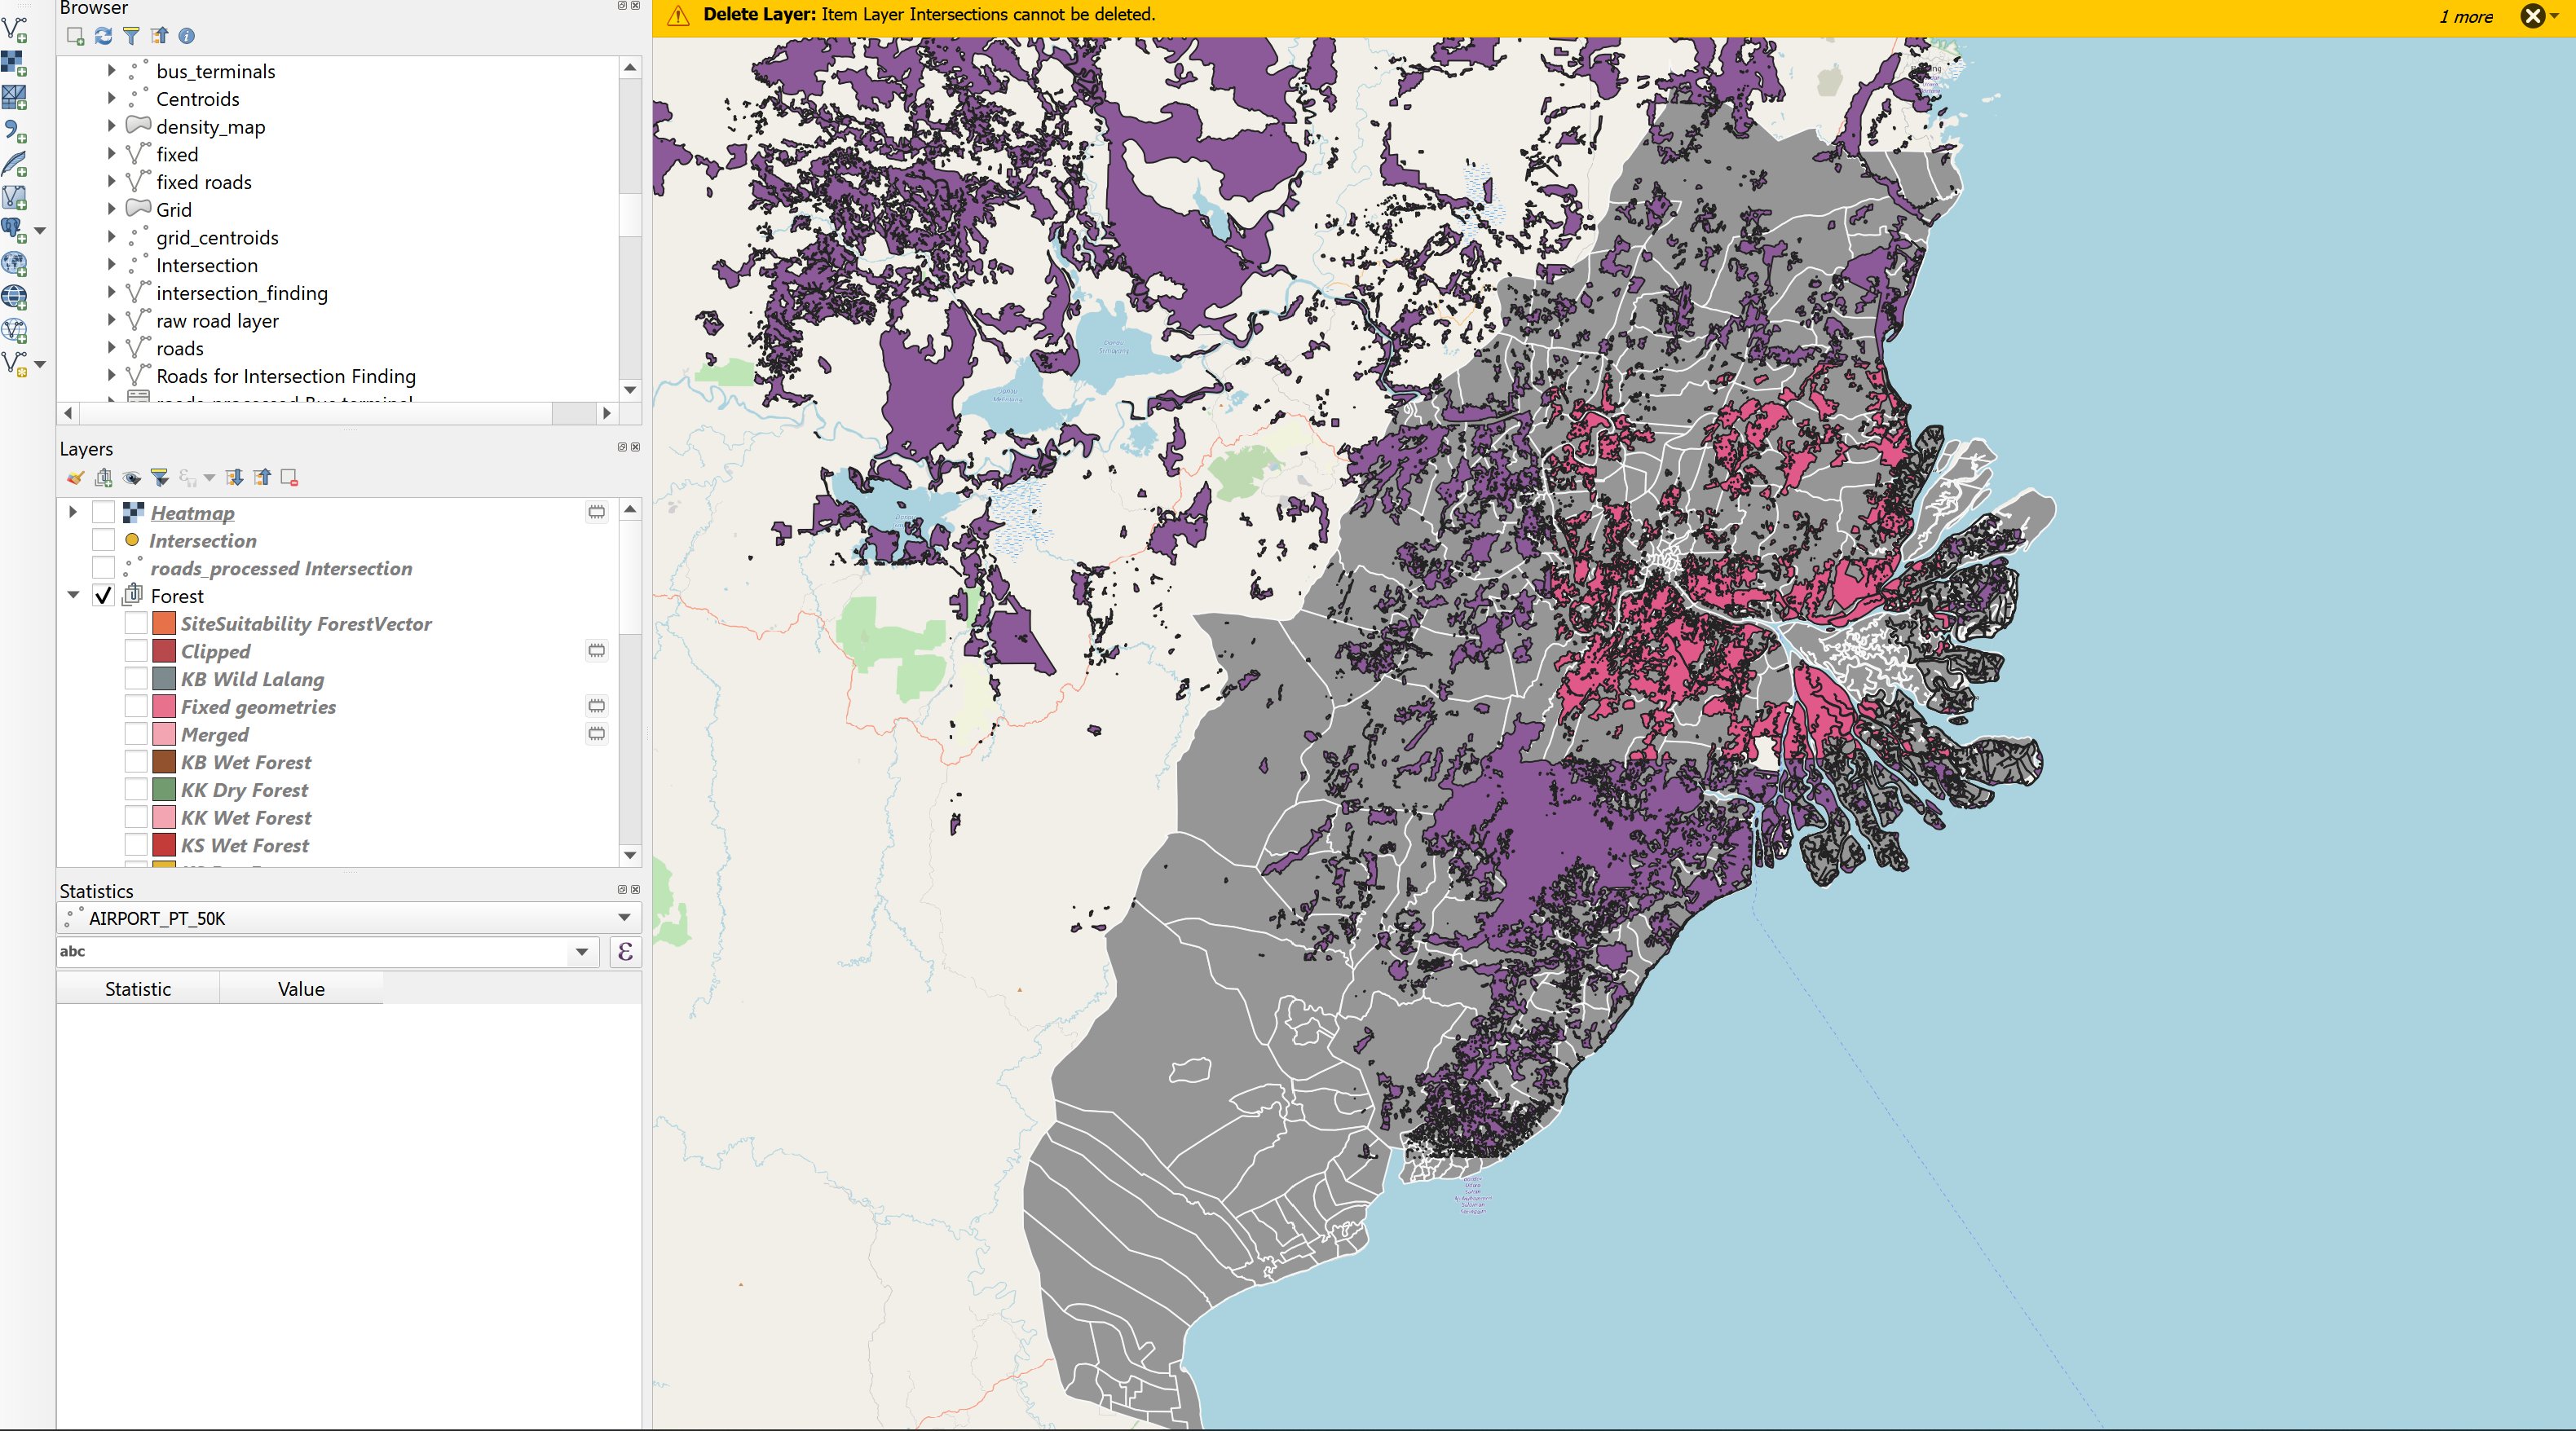 Browser
bus_terminals
Centroids
density_map
fixed
fixed roads
Grid
grid_centroids
Intersection
intersection_finding
raw road layer
roads
Roads for Intersection Finding
Layers
Heatmap
Intersection
roads_processed Intersection
Forest
SiteSuitability ForestVector
Clipped
KB Wild Lalang
Fixed geometries
Merged
KB Wet Forest
KK Dry Forest
KK Wet Forest
KS Wet Forest
Statistics
AIRPORT_PT_50K
abc
ε
Statistic Value
Delete Layer: Item Layer Intersections cannot be deleted.
1 more